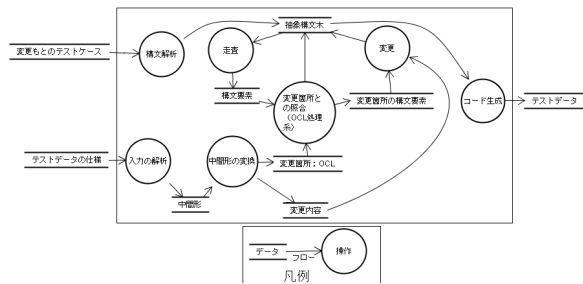 抽象構文木
変更もとのテストケース
構文解析
走査
変更
構文要素
変更箇所と
の照合
（OCL処理
系）
変更箇所の構文要素
コード生成
テストデータ
テストデータの仕様
入力の解析
中間形の変換
変更箇所：OCL
中間形
変更内容
データ
フロー
操作
凡例